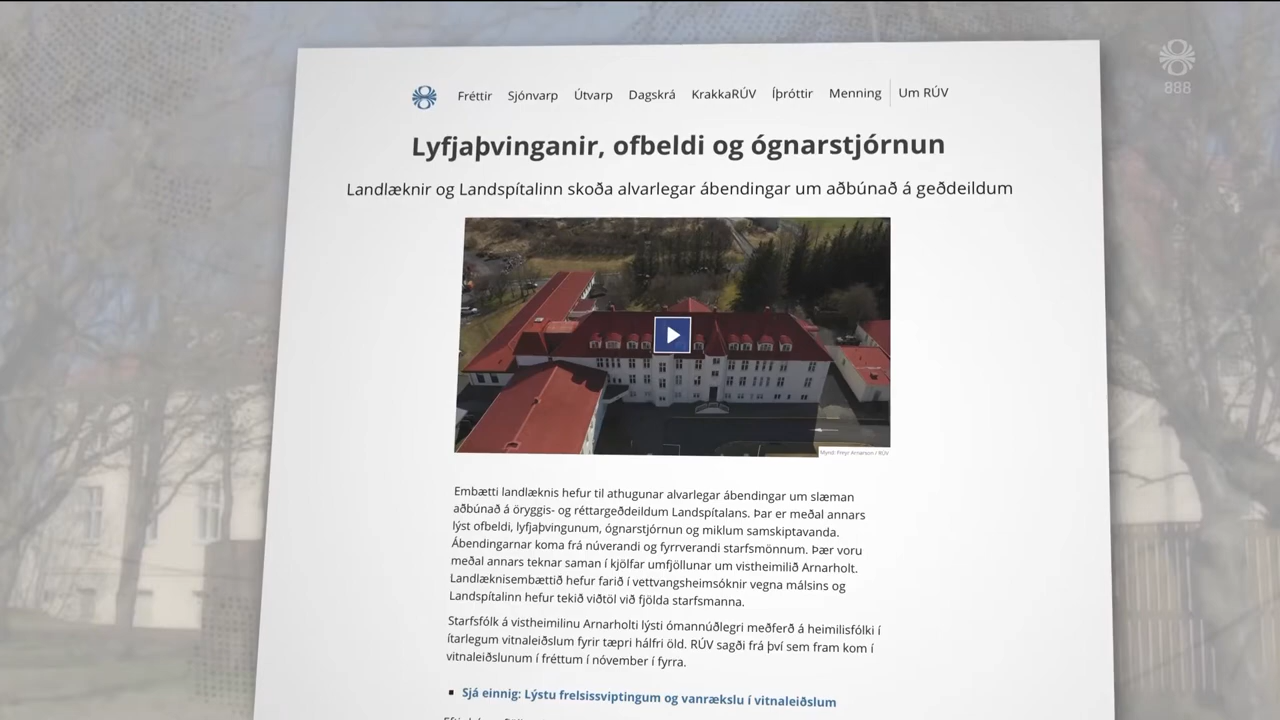 888
Fréttir Sjónvarp Útvarp Dagskrá KrakkaRÚV Íþróttir Menning Um RÚV
Lyfjaþvinganir, ofbeldi og ógnarstjórnun
Landlæknir og Landspítalinn skoða alvarlegar ábendingar um aðbúnað á geðdeildum
Mynd: Freyr Arnarson / RÚV
Embætti landlæknis hefur til athugunar alvarlegar ábendingar um slæman
aðbúnað á öryggis- og réttargeðdeildum Landspítalans. Þar er meðal annars
lýst ofbeldi, lyfjaþvingunum, ógnarstjórnun og miklum samskiptavanda.
Ábendingarnar koma frá núverandi og fyrrverandi starfsmönnum. Þær voru
meðal annars teknar saman í kjölfar umfjöllunar um vistheimilið Arnarholt.
Landlæknisembættið hefur farið í vettvangsheimsóknir vegna málsins og
Landspítalinn hefur tekið viðtöl við fjölda starfsmanna.
Starfsfólk á vistheimilinu Arnarholti lýsti ómannúðlegri meðferð á heimilisfólki í
ítarlegum vitnaleiðslum fyrir tæpri hálfri öld. RÚV sagði frá því sem fram kom í
vitnaleiðslunum í fréttum í nóvember í fyrra.
Sjá einnig: Lýstu frelsissviptingum og vanrækslu í vitnaleiðslum